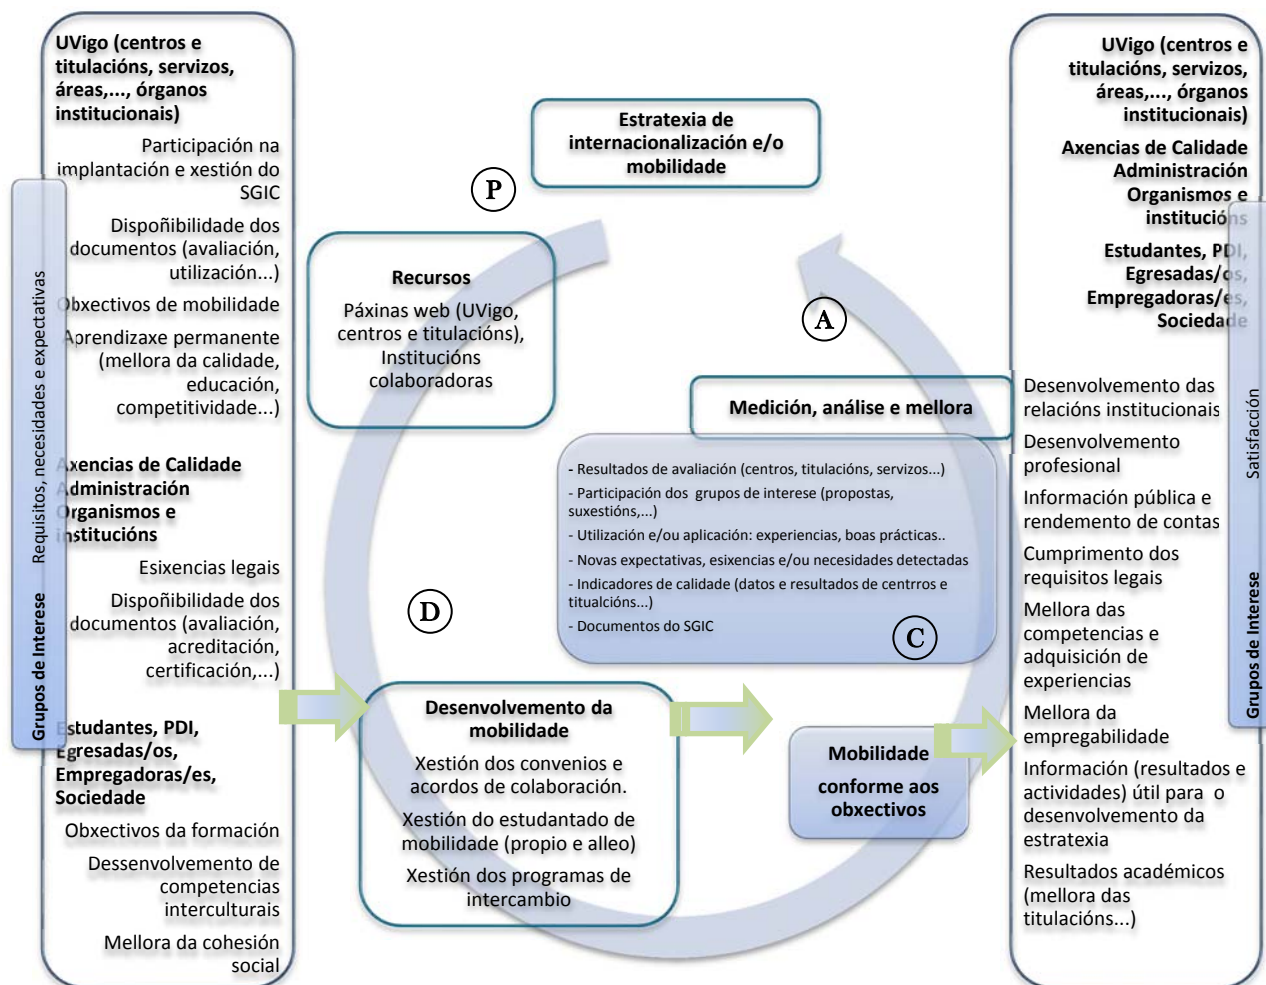 UVigo (centros e
titulacións, servizos,
áreas,..., órganos
institucionais)
Participación na
implantación e xestión do
SGIC
Dispoñibilidade dos
documentos (avaliación,
utilización...)
Obxectivos de mobilidade
Aprendizaxe permanente
(mellora da calidade,
educación,
competitividade...)
Axencias de Calidade
Administración
Organismos e
institucións
Esixencias legais
Dispoñibilidade dos
documentos (avaliación,
acreditación,
certificación,...)
Estudantes, PDI,
Egresadas/os,
Empregadoras/es,
Sociedade
Obxectivos da formación
Dessenvolvemento de
competencias
interculturais
Mellora da cohesión
social
Grupos de Interese Requisitos, necesidades e expectativas
Estratexia de
internacionalización e/o
mobilidade
P
Recursos
Páxinas web (UVigo,
centros e titulacións),
Institucións
colaboradoras
A
Medición, análise e mellora
- Resultados de avaliación (centros, titulacións, servizos...)
- Participación dos grupos de interese (propostas,
suxestións,...)
- Utilización e/ou aplicación: experiencias, boas prácticas..
- Novas expectativas, esixencias e/ou necesidades detectadas
- Indicadores de calidade (datos e resultados de centrros e
titualcións...)
- Documentos do SGIC
C
D
Desenvolvemento da
mobilidade
Xestión dos convenios e
acordos de colaboración.
Xestión do estudantado de
mobilidade (propio e alleo)
Xestión dos programas de
intercambio
Mobilidade
conforme aos
obxectivos
UVigo (centros e
titulacións, servizos,
áreas,..., órganos
institucionais)
Axencias de Calidade
Administración
Organismos e
institucións
Estudantes, PDI,
Egresadas/os,
Empregadoras/es,
Sociedade
Desenvolvemento das
relacións institucionais
Desenvolvemento
profesional
Información pública e
rendemento de contas
Cumprimento dos
requisitos legais
Mellora das
competencias e
adquisición de
experiencias
Mellora da
empregabilidade
Información (resultados e
actividades) útil para o
desenvolvemento da
estratexia
Resultados académicos
(mellora das
titulacións...)
Grupos de Interese Satisfacción